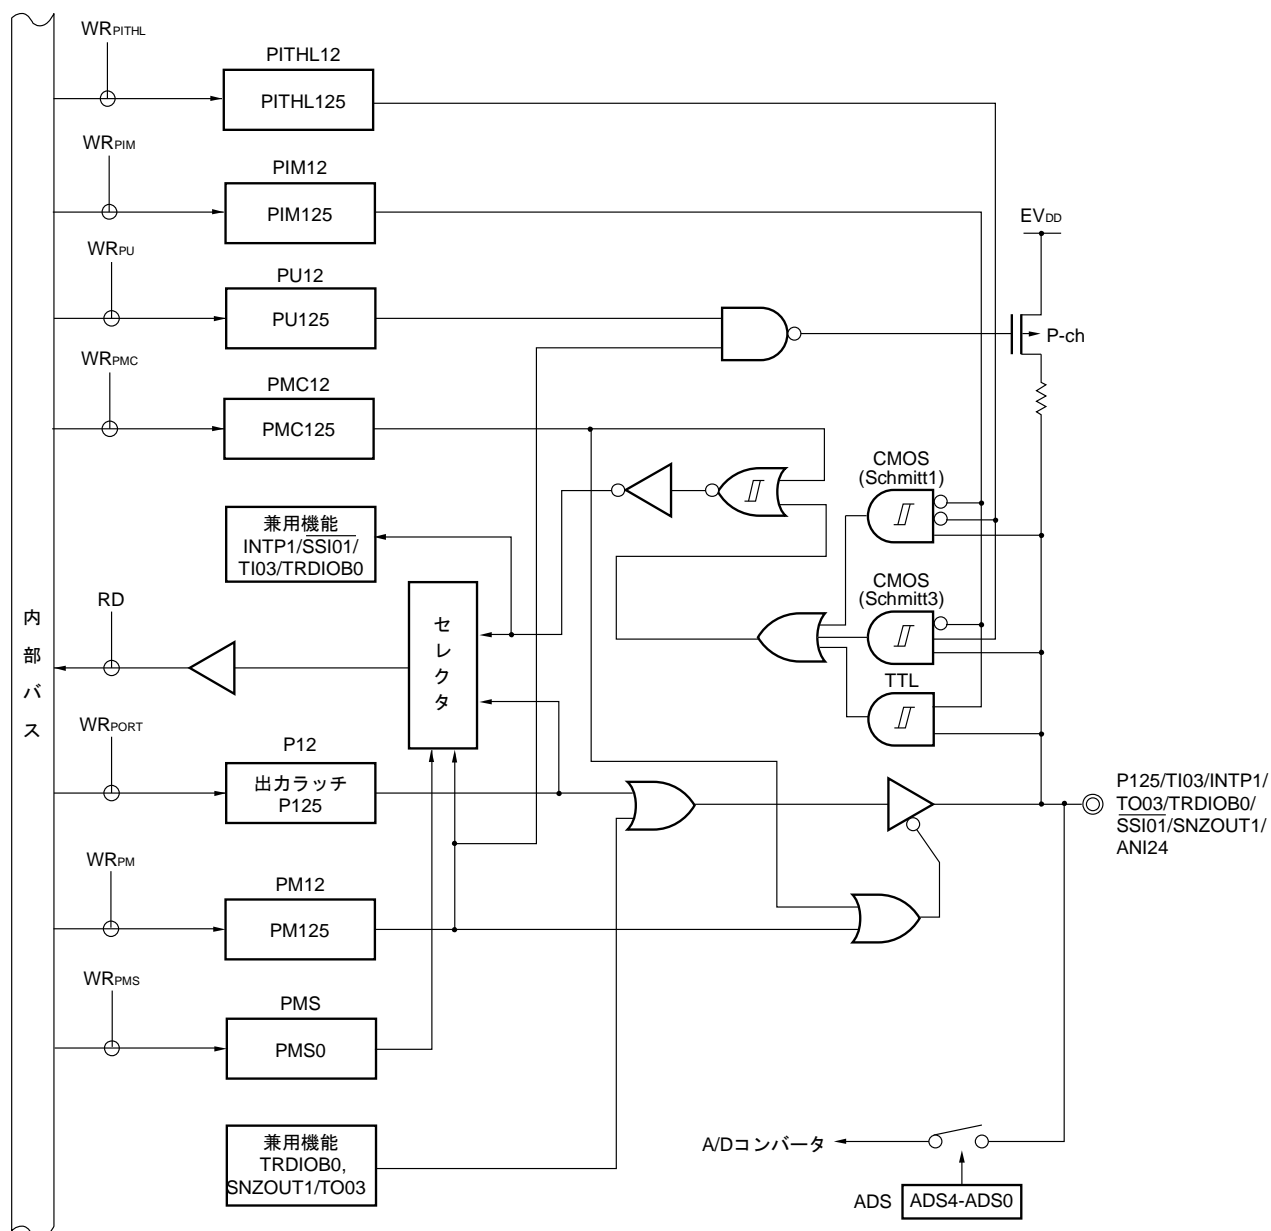 WRPITHL
PITHL12
PITHL125
WRPIM
PIM12
PIM125
EVDD
WRPU
PU12
PU125
P-ch
WRPMC
PMC12
PMC125
CMOS
(Schmitt1)
兼用機能
INTP1/SSI01/
TI03/TRDIOB0
CMOS
(Schmitt3)
RD
セレクタ
内部バス
TTL
WRPORT
P12
出力ラッチ
P125
P125/TI03/INTP1/
TO03/TRDIOB0/
SSI01/SNZOUT1/
ANI24
WRPM
PM12
PM125
WRPMS
PMS
PMS0
兼用機能
TRDIOB0,
SNZOUT1/TO03
A/Dコンバータ
ADS
ADS4-ADS0